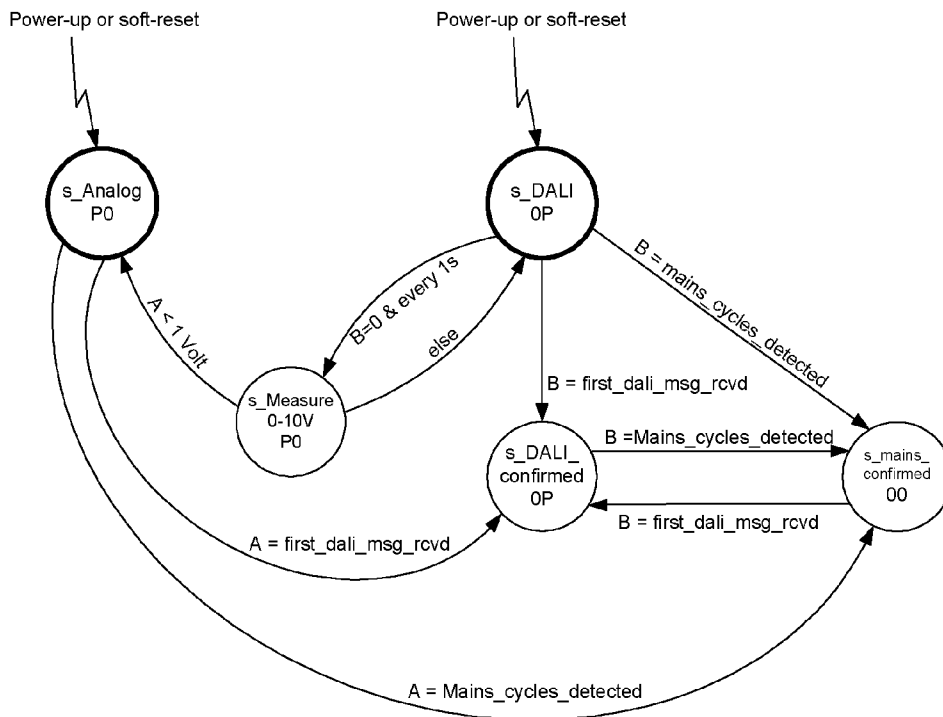 Power-up or soft-reset
Power-up or soft-reset
s_Analog
P0
s_DALI
0P
B = mains_cycles_detected
B=0 & every 1s
A < 1 Volt
else
B = first_dali_msg_rcvd
s_Measure
0-10V
P0
s_DALI_
confirmed
0P
B =Mains_cycles_detected
s_mains_
confirmed
00
B = first_dali_msg_rcvd
A = first_dali_msg_rcvd
A = Mains_cycles_detected